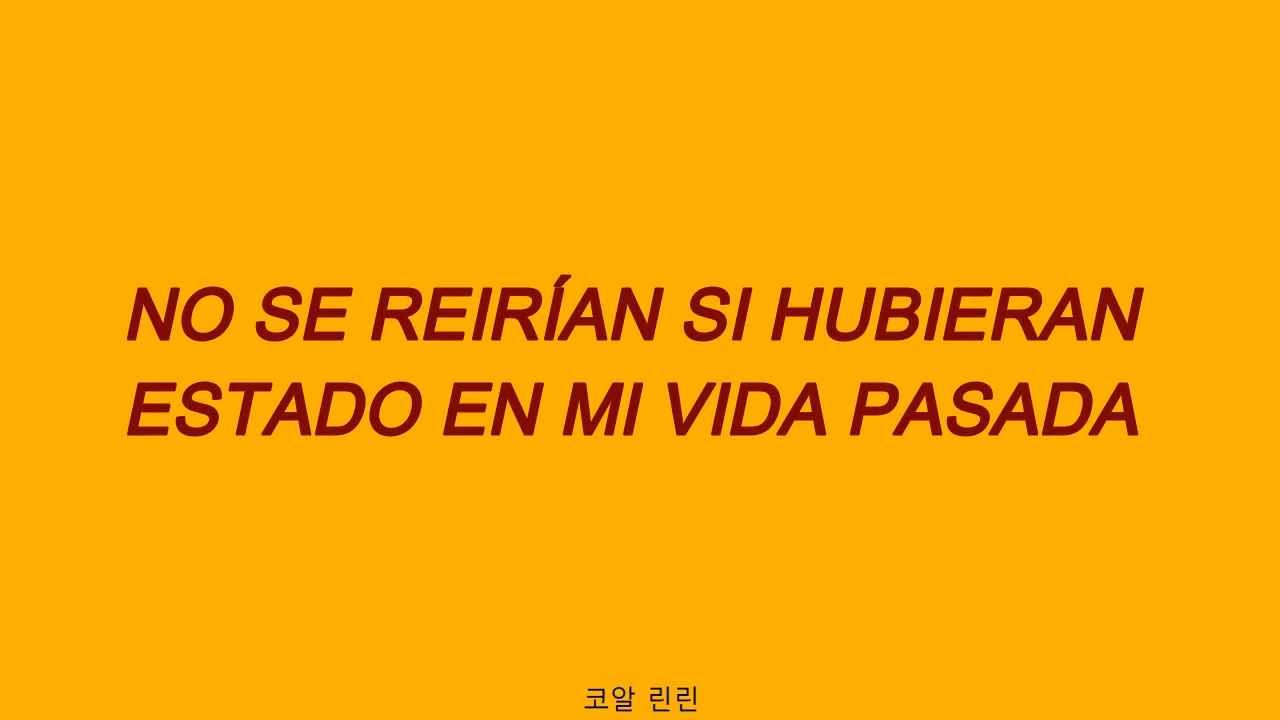 NO SE REIRÍAN SI HUBIERAN
ESTADO EN MI VIDA PASADA
코알 린린